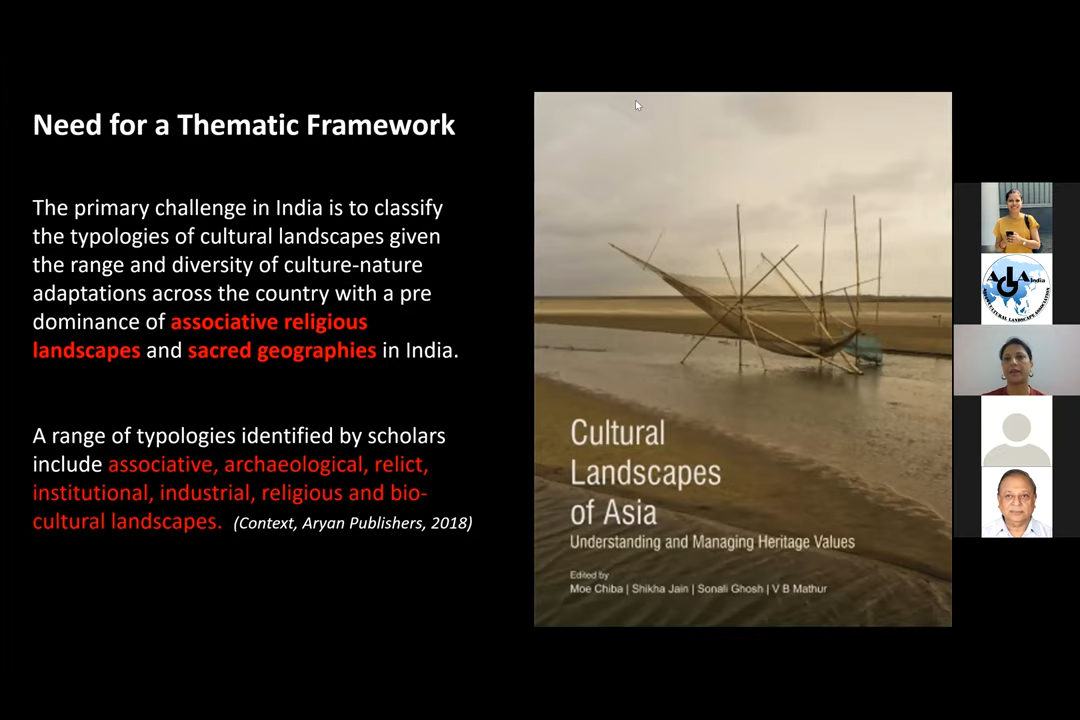 Need for a Thematic Framework
The primary challenge in India is to classify
the typologies of cultural landscapes given
the range and diversity of culture-nature
adaptations across the country with a pre
dominance of associative religious
landscapes and sacred geographies in India.
A range of typologies identified by scholars
include associative, archaeological, relict,
institutional, industrial, religious and bio-
cultural landscapes. (Context, Aryan Publishers, 2018)
Cultural
Landscapes
of Asia
Understanding and Managing Heritage Values
Edited by
Moe Chiba | Shikha Jain | Sonali Ghosh | V B Mathur
India